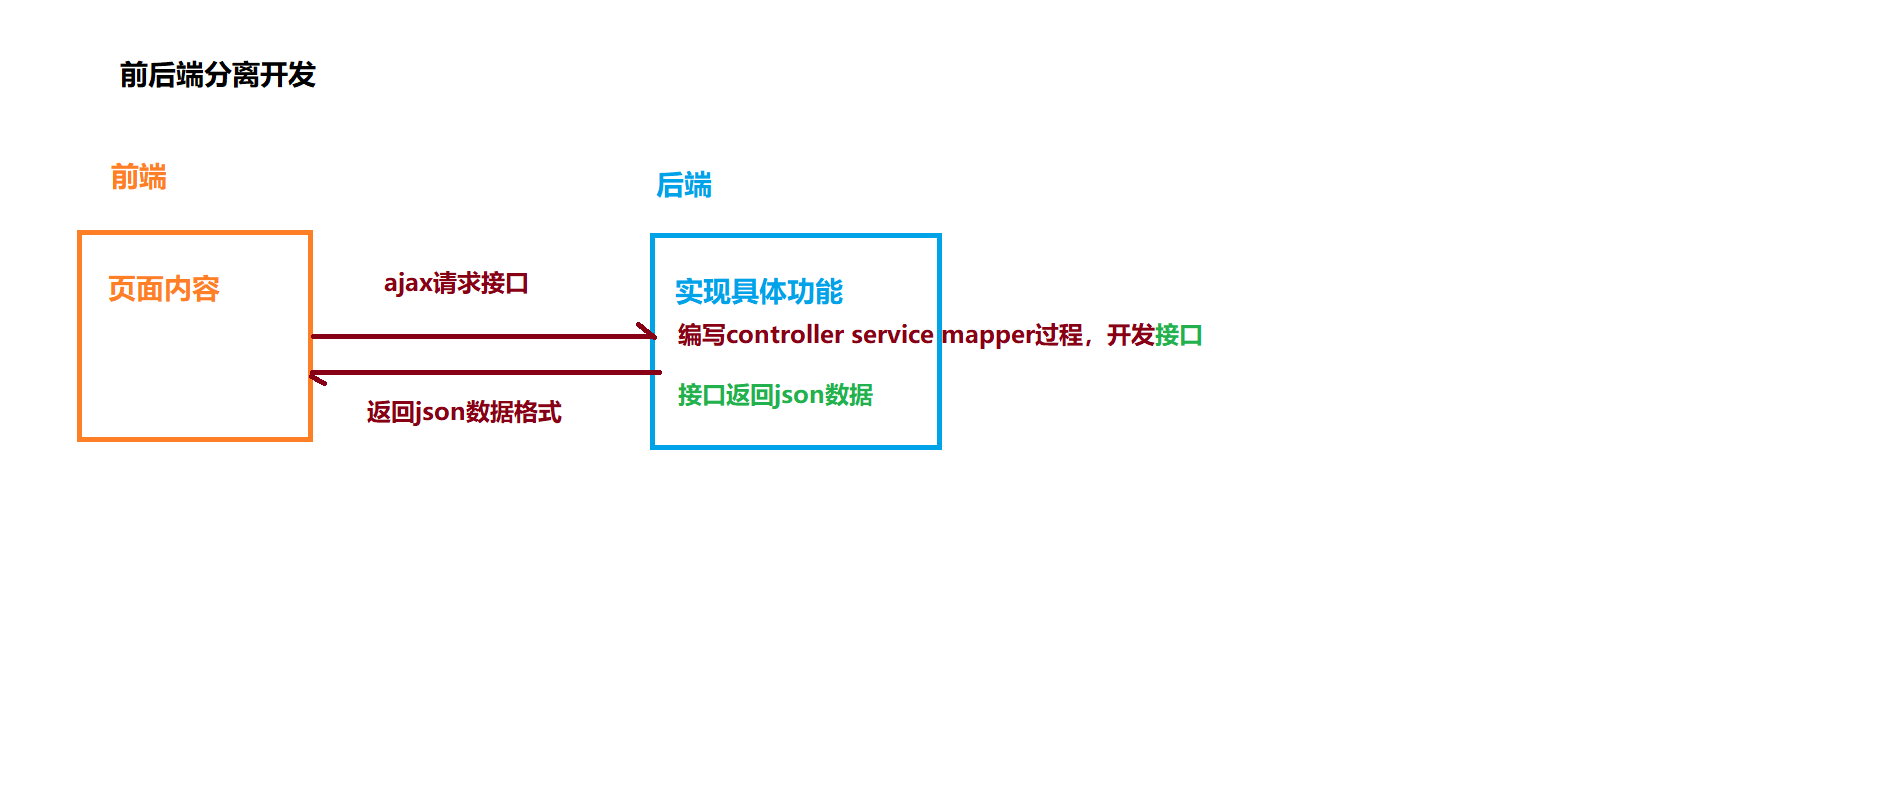 前后端分离开发
前端
后端
页面内容
ajax请求接口
返回json数据格式
实现具体功能
编写controller service mapper过程，开发接口
接口返回json数据